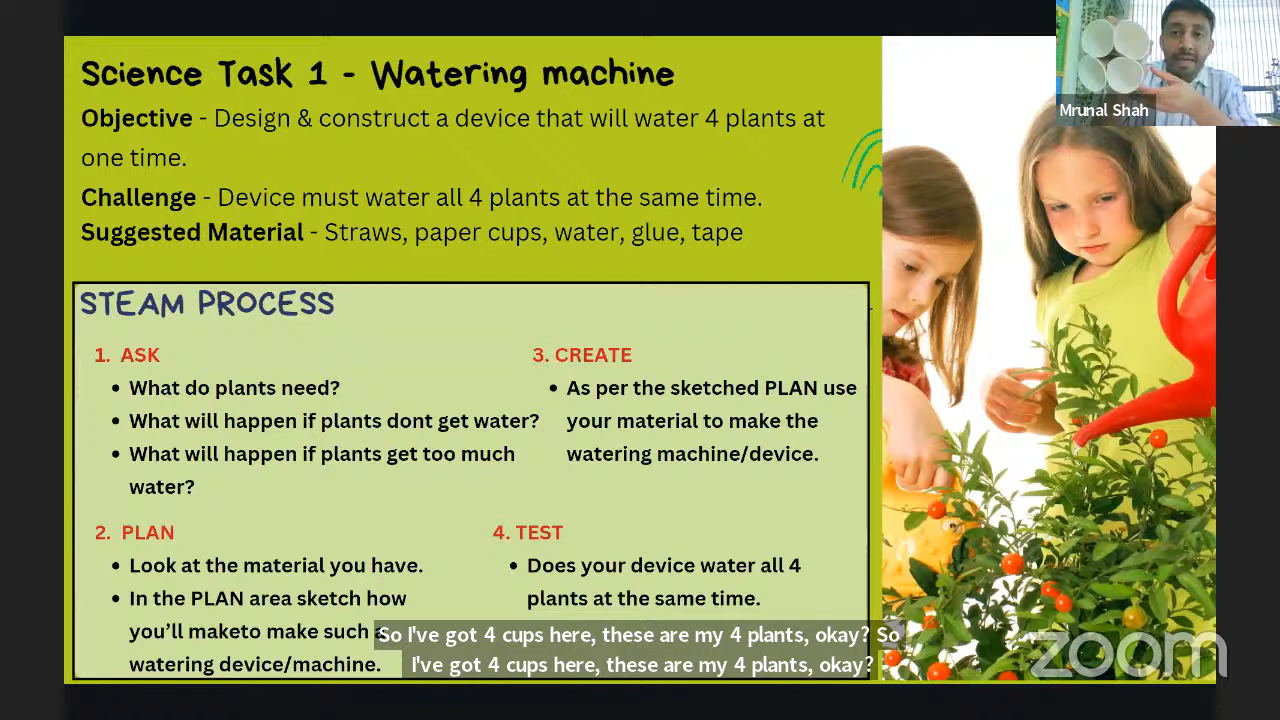 Science Task 1 - Watering machine
Objective - Design & construct a device that will water 4 plants at
one time.
Challenge - Device must water all 4 plants at the same time.
Suggested Material - Straws, paper cups, water, glue, tape
STEAM PROCESS
1. ASK
• What do plants need?
• What will happen if plants dont get water?
• What will happen if plants get too much
water?
2. PLAN
• Look at the material you have.
• In the PLAN area sketch how
you'll maketo make such a
watering device/machine.
3. CREATE
• As per the sketched PLAN use
your material to make the
watering machine/device.
4. TEST
• Does your device water all 4
plants at the same time.
Mrunal Shah
So I've got 4 cups here, these are my 4 plants, okay? So
I've got 4 cups here, these are my 4 plants, okay?
zoom